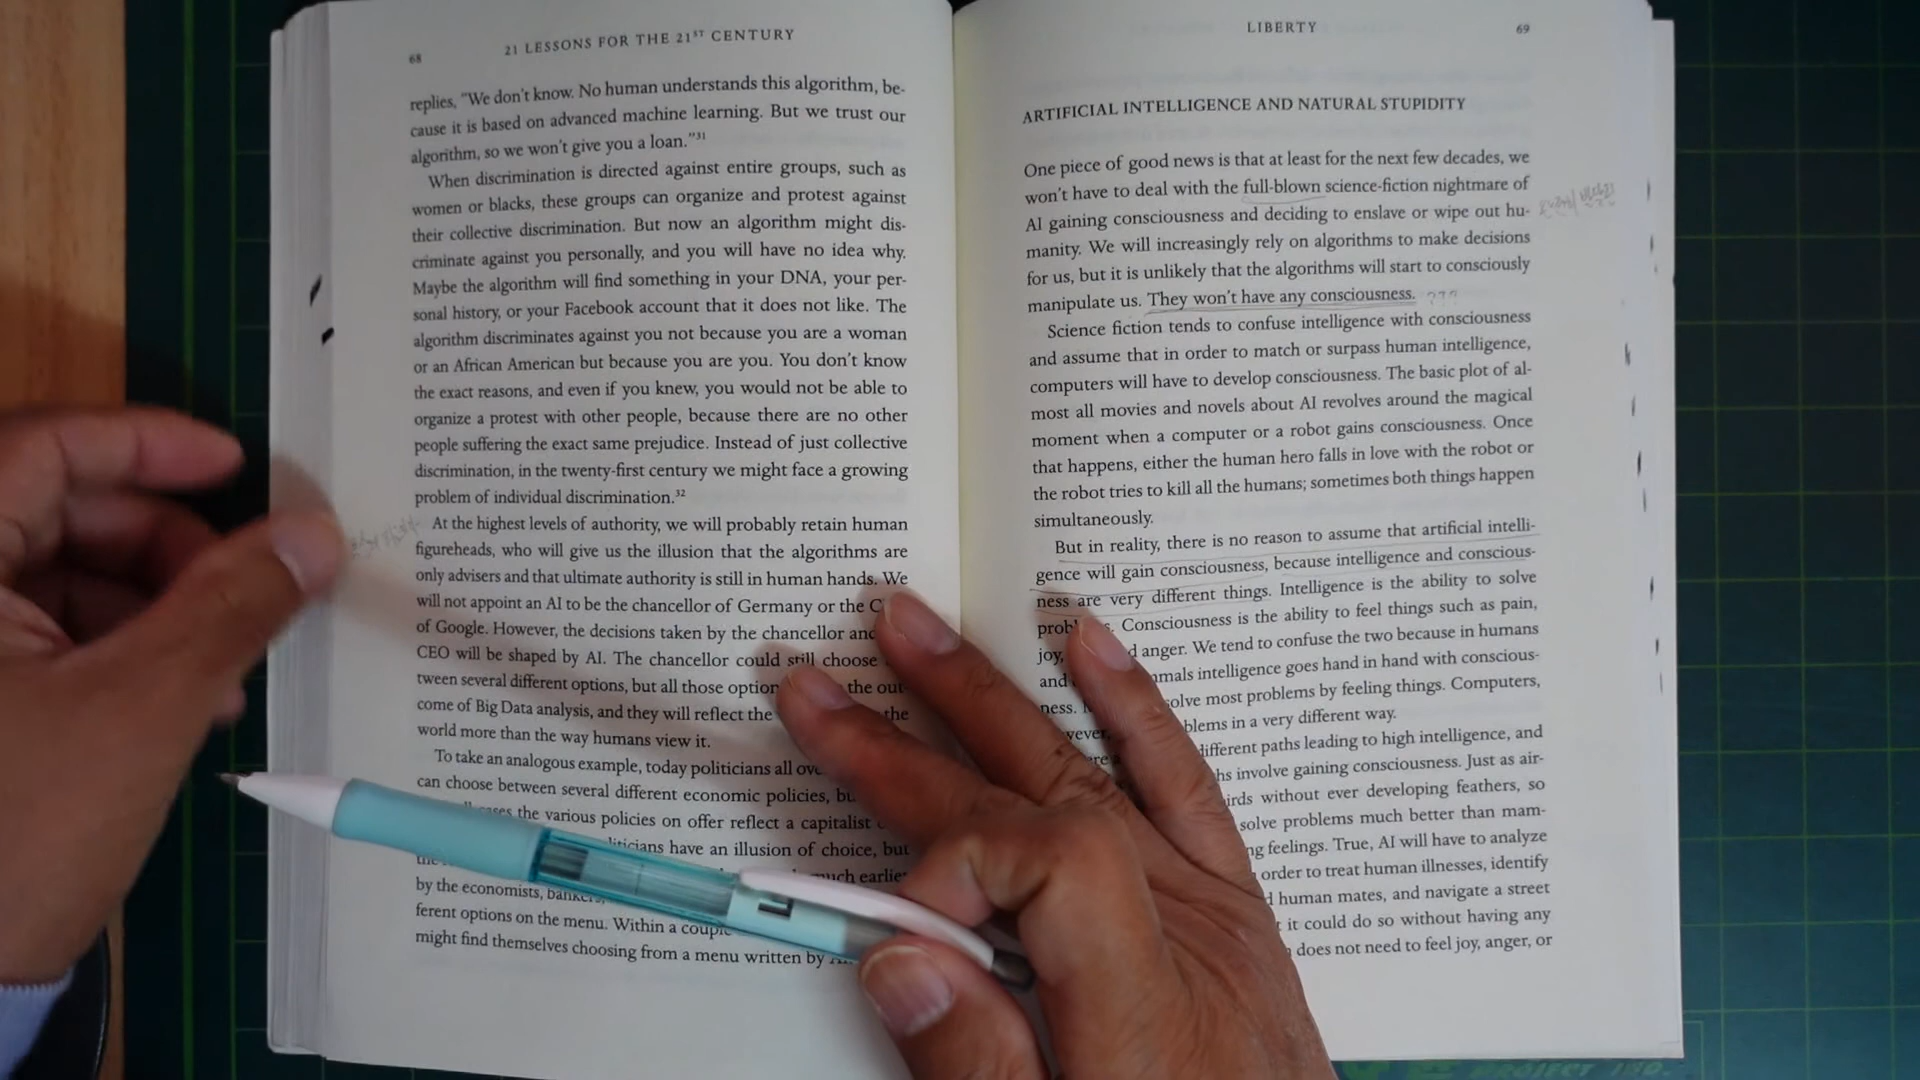 68
21 LESSONS FOR THE 21ST CENTURY
replies, "We don't know. No human understands this algorithm, be-
cause it is based on advanced machine learning. But we trust our
algorithm, so we won't give you a loan."31
When discrimination is directed against entire groups, such as
women or blacks, these groups can organize and protest against
their collective discrimination. But now an algorithm might dis-
criminate against you personally, and you will have no idea why.
Maybe the algorithm will find something in your DNA, your per-
sonal history, or your Facebook account that it does not like. The
algorithm discriminates against you not because you are a woman
or an African American but because you are you. You don't know
the exact reasons, and even if you knew, you would not be able to
organize a protest with other people, because there are no other
people suffering the exact same prejudice. Instead of just collective
discrimination, in the twenty-first century we might face a growing
problem of individual discrimination.32
At the highest levels of authority, we will probably retain human
figureheads, who will give us the illusion that the algorithms are
only advisers and that ultimate authority is still in human hands. We
will not appoint an AI to be the chancellor of Germany or the
of Google. However, the decisions taken by the chancellor and
CEO will be shaped by AI. The chancellor could still choose
tween several different options, but all those option the out-
come of Big Data analysis, and they will reflect the the
world more than the way humans view it.
To take an analogous example, today politicians all
can choose between several different economic policies,
the various policies on offer reflect a capitalist
have an illusion of choice, but
much
by the economists,
ferent options on the menu. Within a
might find themselves choosing from a menu written by
LIBERTY
69
ARTIFICIAL INTELLIGENCE AND NATURAL STUPIDITY
One piece of good news is that at least for the next few decades, we
won't have to deal with the full-blown science-fiction nightmare of
AI gaining consciousness and deciding to enslave or wipe out hu-
manity. We will increasingly rely on algorithms to make decisions
for us, but it is unlikely that the algorithms will start to consciously
manipulate us. They won't have any consciousness. ???
Science fiction tends to confuse intelligence with consciousness
and assume that in order to match or surpass human intelligence,
computers will have to develop consciousness. The basic plot of al-
most all movies and novels about AI revolves around the magical
moment when a computer or a robot gains consciousness. Once
that happens, either the human hero falls in love with the robot or
the robot tries to kill all the humans; sometimes both things happen
simultaneously.
But in reality, there is no reason to assume that artificial intelli-
gence will gain consciousness, because intelligence and conscious-
ness are very different things. Intelligence is the ability to solve
Consciousness is the ability to feel things such as pain,
joy, anger. We tend to confuse the two because in humans
and intelligence goes hand in hand with conscious-
ness. solve most problems by feeling things. Computers,
in a very different way.
different paths leading to high intelligence, and
involve gaining consciousness. Just as air-
without ever developing feathers, so
solve problems much better than mam-
feelings. True, AI will have to analyze
order to treat human illnesses, identify
human mates, and navigate a street
it could do so without having any
does not need to feel joy, anger, or
PROJECT